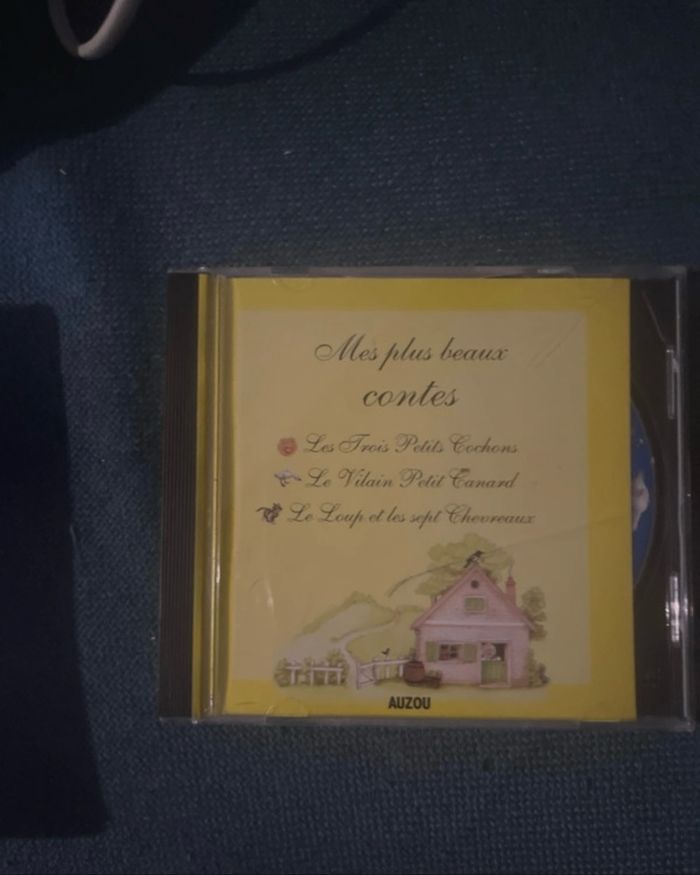 Mes plus beaux
contes
Les Trois Petits Cochons
Le Vilain Petit Canard
Le Loup et les sept Chevreaux
AUZOU